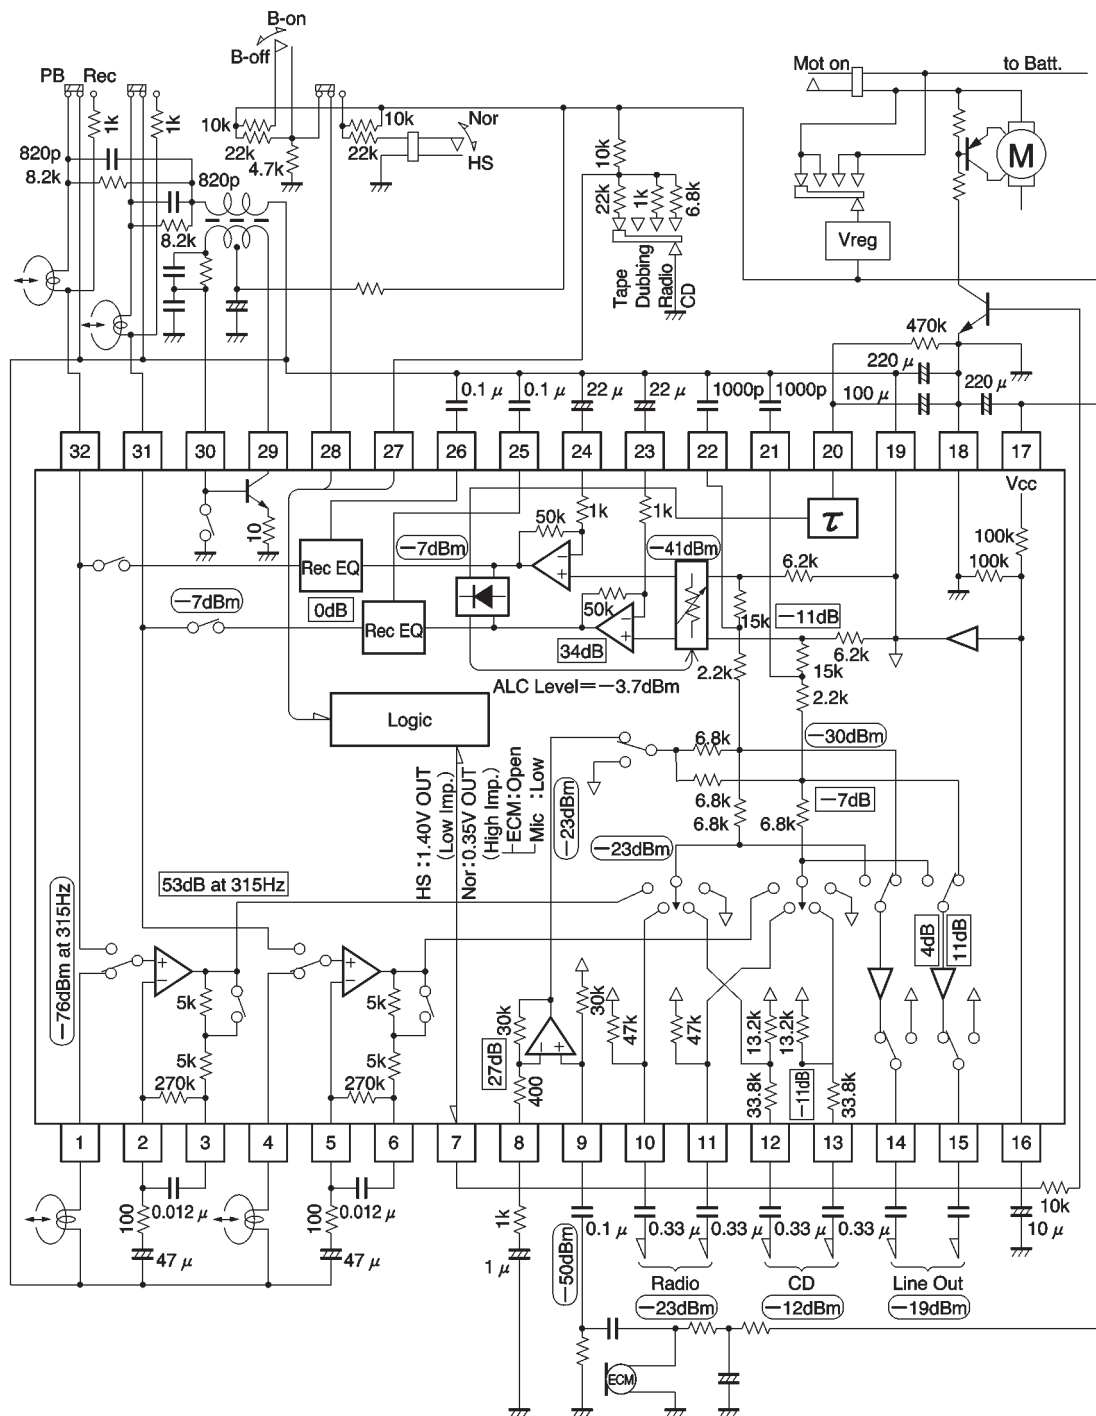 B-on
B-off
PB Rec
Mot on
to Batt.
1k
1k
10k
22k
4.7k
10k
22k
Nor
HS
820p
8.2k
820p
8.2k
10k
22k
1k
6.8k
Tape
Dubbing
Radio
CD
M
Vreg
470k
220 μ
100 μ
220 μ
0.1 μ
0.1 μ
22 μ
22 μ
1000p
1000p
32
31
30
29
28
27
26
25
24
23
22
21
20
19
18
17
Vcc
10
50k
1k
1k
τ
−7dBm
−41dBm
100k
100k
6.2k
Rec EQ
0dB
−7dBm
Rec EQ
50k
34dB
15k
−11dB
6.2k
15k
2.2k
2.2k
ALC Level=−3.7dBm
Logic
−30dBm
6.8k
6.8k
−7dB
6.8k
6.8k
−23dBm
−23dBm
HS : 1.40V OUT
(Low Imp.)
Nor : 0.35V OUT
(High Imp.)
ECM : Open
Mic : Low
53dB at 315Hz
−76dBm at 315Hz
4dB
11dB
+
−
+
−
5k
5k
5k
5k
270k
270k
30k
27dB
400
− +
30k
47k
47k
13.2k
13.2k
33.8k
−11dB
33.8k
1
2
3
4
5
6
7
8
9
10
11
12
13
14
15
16
100
0.012 μ
47 μ
100
0.012 μ
47 μ
1k
1 μ
0.1 μ
−50dBm
0.33 μ
0.33 μ
0.33 μ
0.33 μ
10k
10 μ
Radio
−23dBm
CD
−12dBm
Line Out
−19dBm
ECM